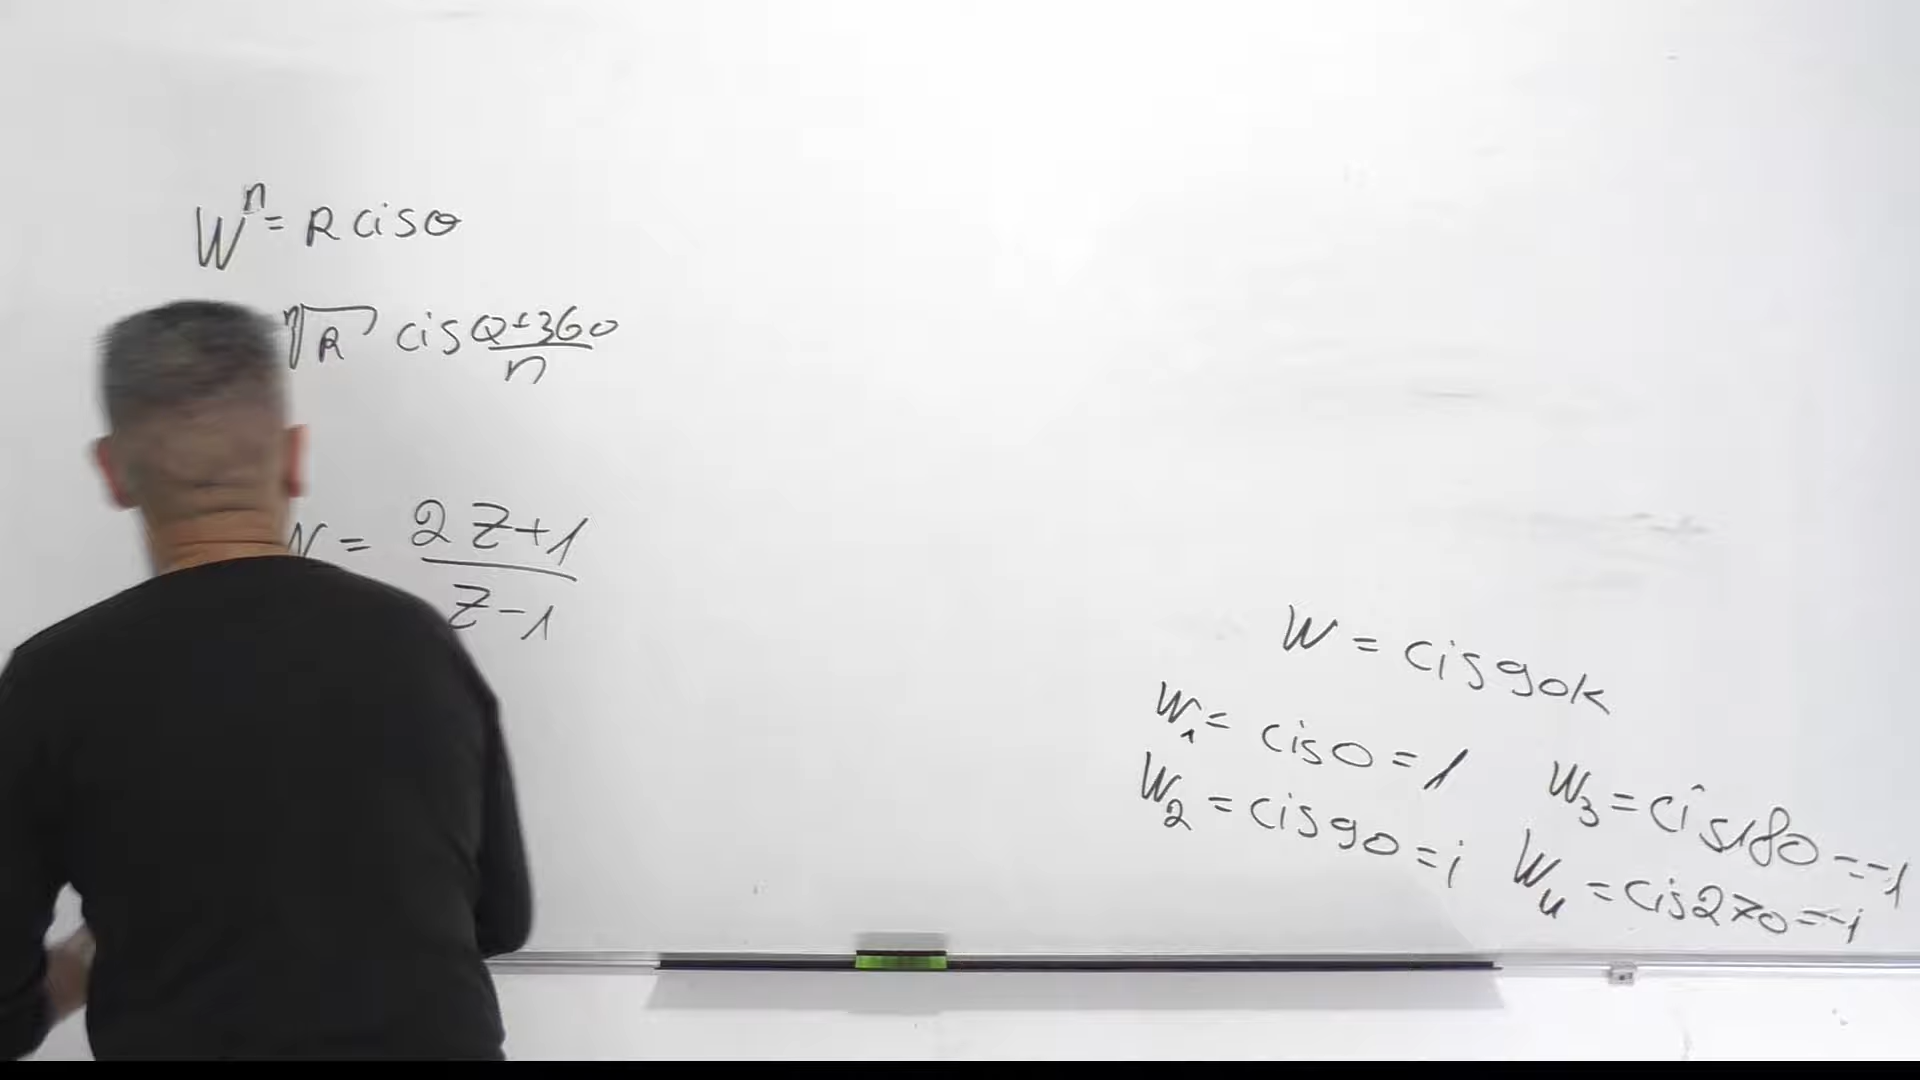 Wⁿ = R cis θ
ⁿ√R cis Q+360/n
W = 2z+1/z-1
W = cis 90k
W₁ = cis 0 = 1
W₂ = cis 90 = i
W₃ = cis 180 = -1
W₄ = cis 270 = -i